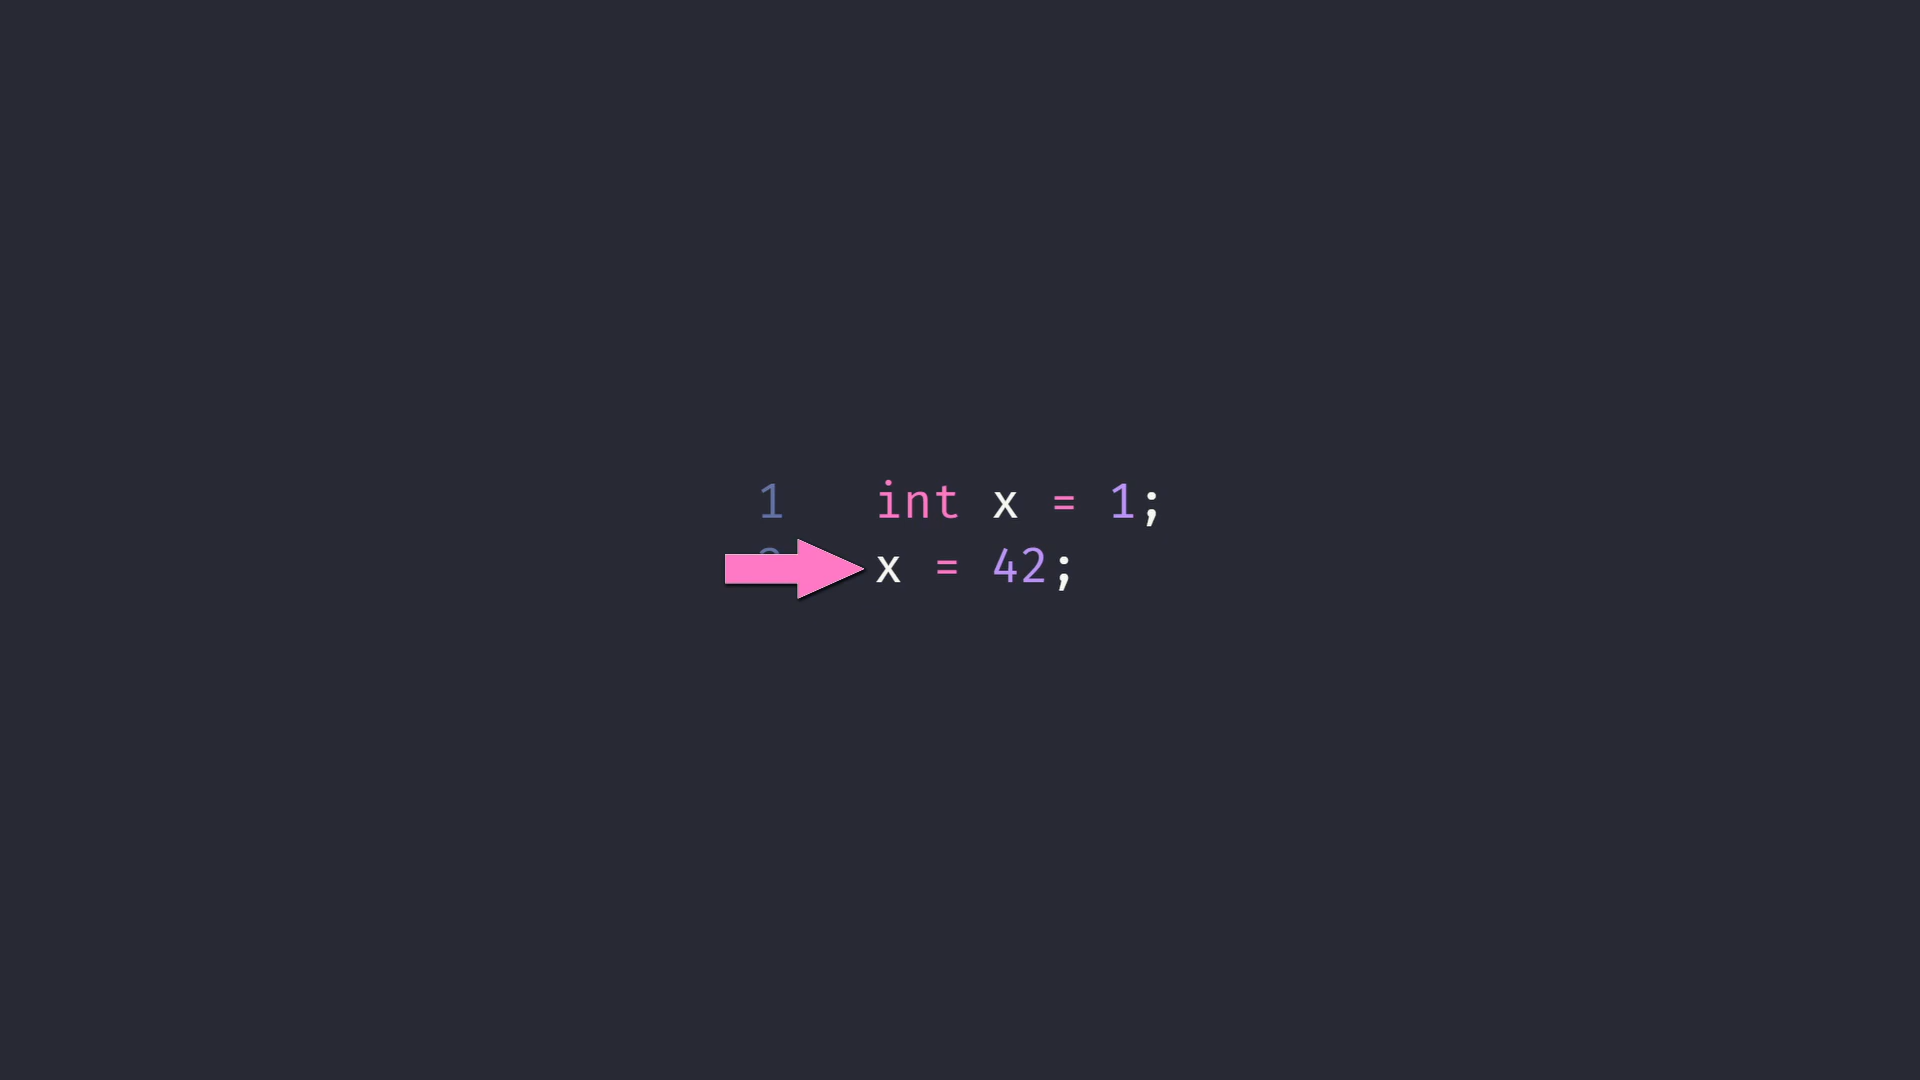 1 int x = 1;
x = 42;